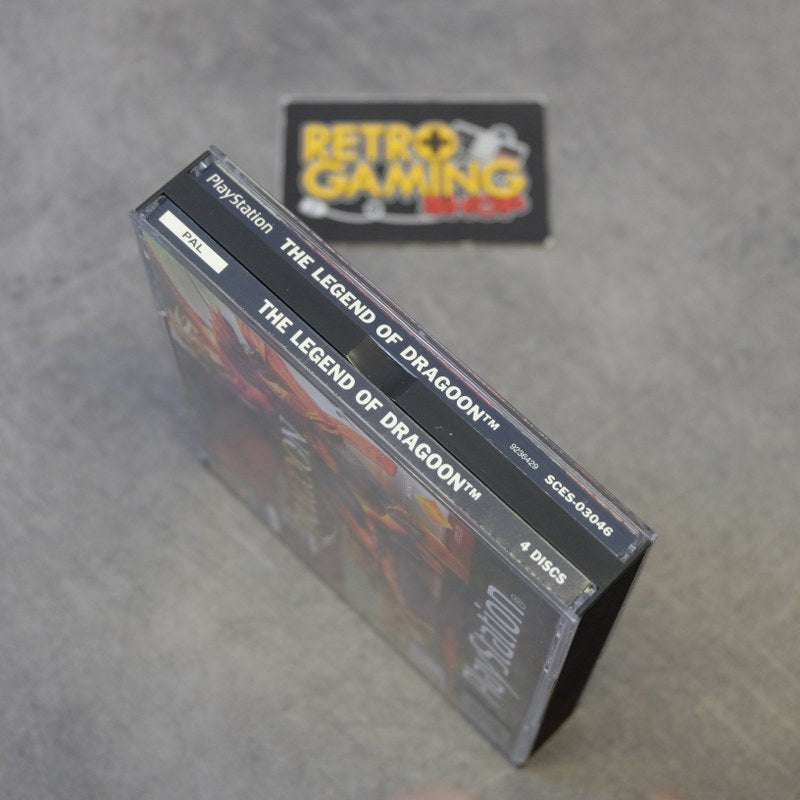 RETRO
GAMING
SHOP
PlayStation
THE LEGEND OF DRAGOON™
9236429
SCES-03046
PAL
THE LEGEND OF DRAGOON™
4 DISCS
PlayStation